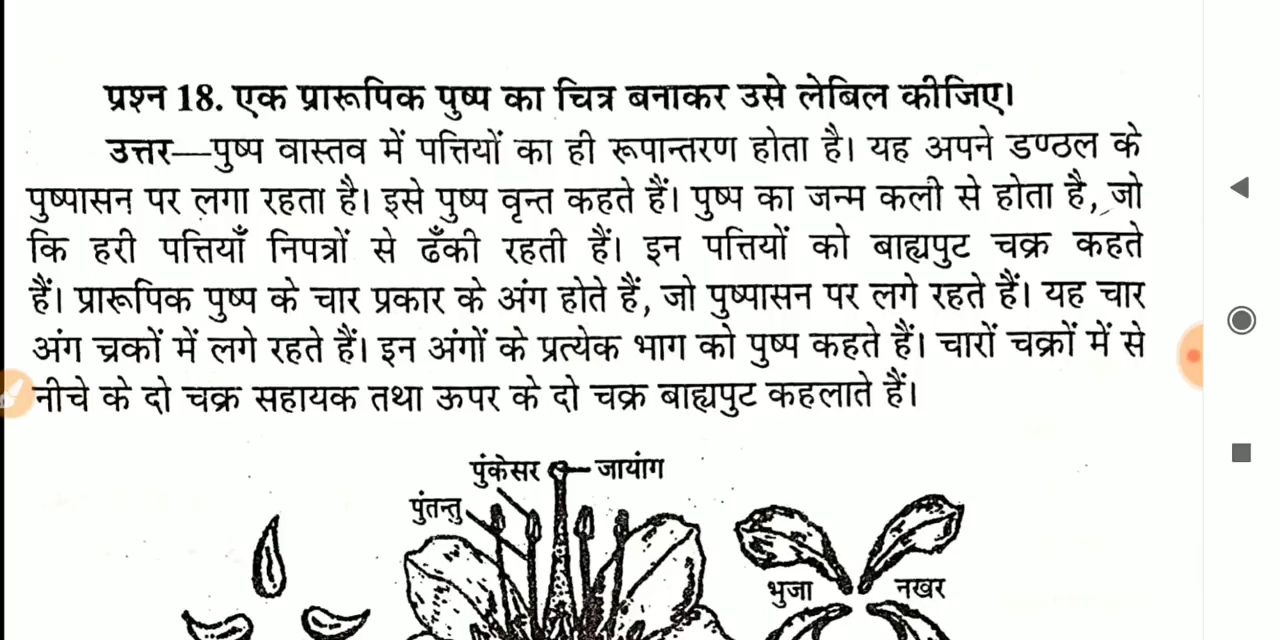 प्रश्न 18. एक प्रारूपिक पुष्प का चित्र बनाकर उसे लेबिल कीजिए।
उत्तर—पुष्प वास्तव में पत्तियों का ही रूपान्तरण होता है। यह अपने डण्ठल के
पुष्पासन पर लगा रहता है। इसे पुष्प वृन्त कहते हैं। पुष्प का जन्म कली से होता है, जो
कि हरी पत्तियाँ निपत्रों से ढँकी रहती हैं। इन पत्तियों को बाह्यपुट चक्र कहते
हैं। प्रारूपिक पुष्प के चार प्रकार के अंग होते हैं, जो पुष्पासन पर लगे रहते हैं। यह चार
अंग च्रकों में लगे रहते हैं। इन अंगों के प्रत्येक भाग को पुष्प कहते हैं। चारों चक्रों में से
नीचे के दो चक्र सहायक तथा ऊपर के दो चक्र बाह्यपुट कहलाते हैं।
पुंकेसर
जायांग
पुंतन्तु
भुजा
नखर